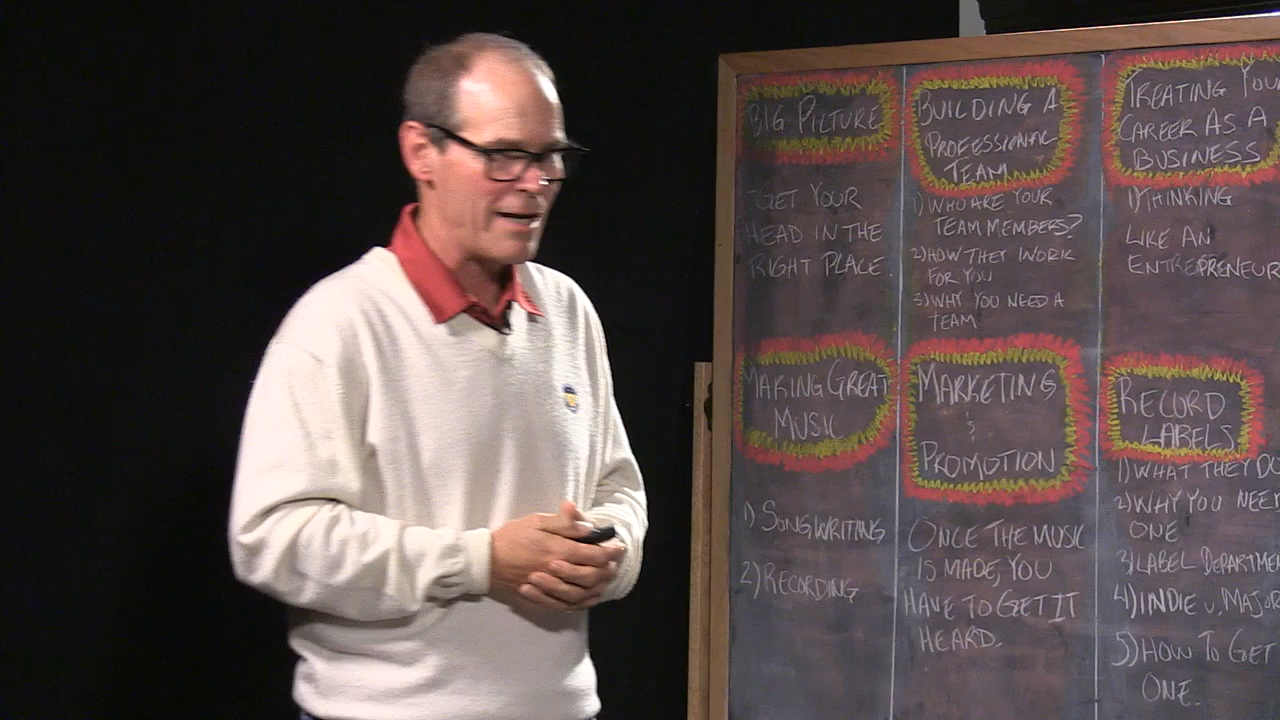 BIG PICTURE
-GET YOUR
HEAD IN THE
RIGHT PLACE
BUILDING A
PROFESSIONAL
TEAM
1) WHO ARE YOUR
TEAM MEMBERS?
2) HOW THEY WORK
FOR YOU
3) WHY YOU NEED A
TEAM
TREATING YOU
CAREER AS A
BUSINESS
1) THINKING
LIKE AN
ENTREPRENEUR
MAKING GREAT
MUSIC
1) SONGWRITING
2) RECORDING
MARKETING
&
PROMOTION
ONCE THE MUSIC
IS MADE, YOU
HAVE TO GET IT
HEARD.
RECORD
LABELS
1) WHAT THEY DO
2) WHY YOU NEED
ONE
3) LABEL DEPARTME
4) INDIE v. MAJOR
5) HOW TO GET
ONE.